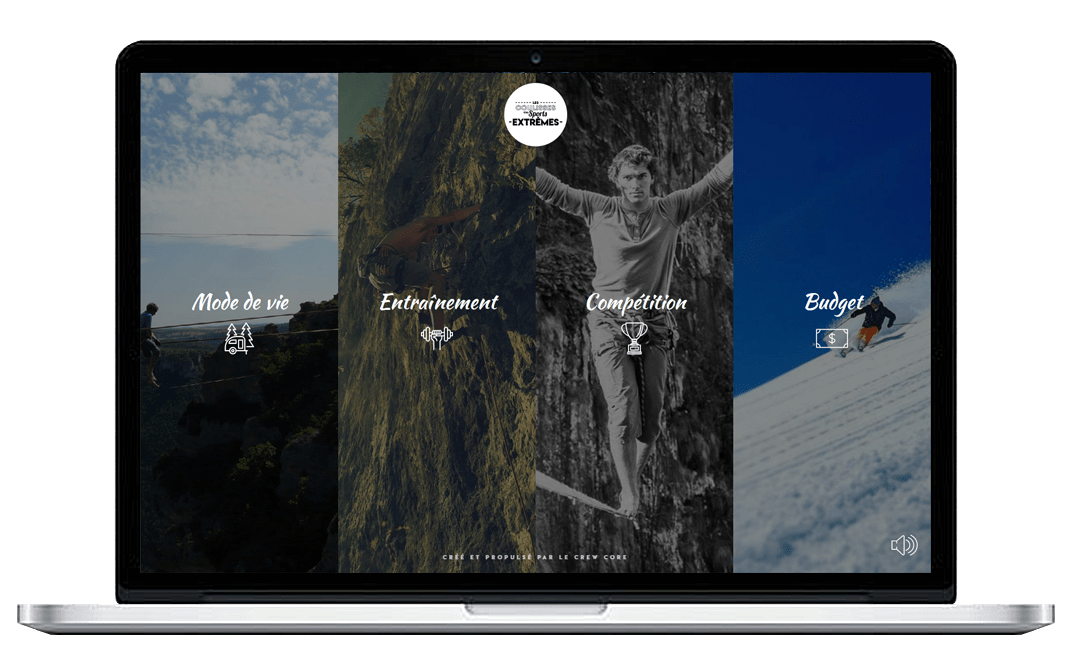 LES
COULISSES
des Sports
-EXTRÊMES-
Mode de vie
Entraînement
Compétition
Budget
$
CRÉÉ ET PROPULSÉ PAR LE CREW CORE